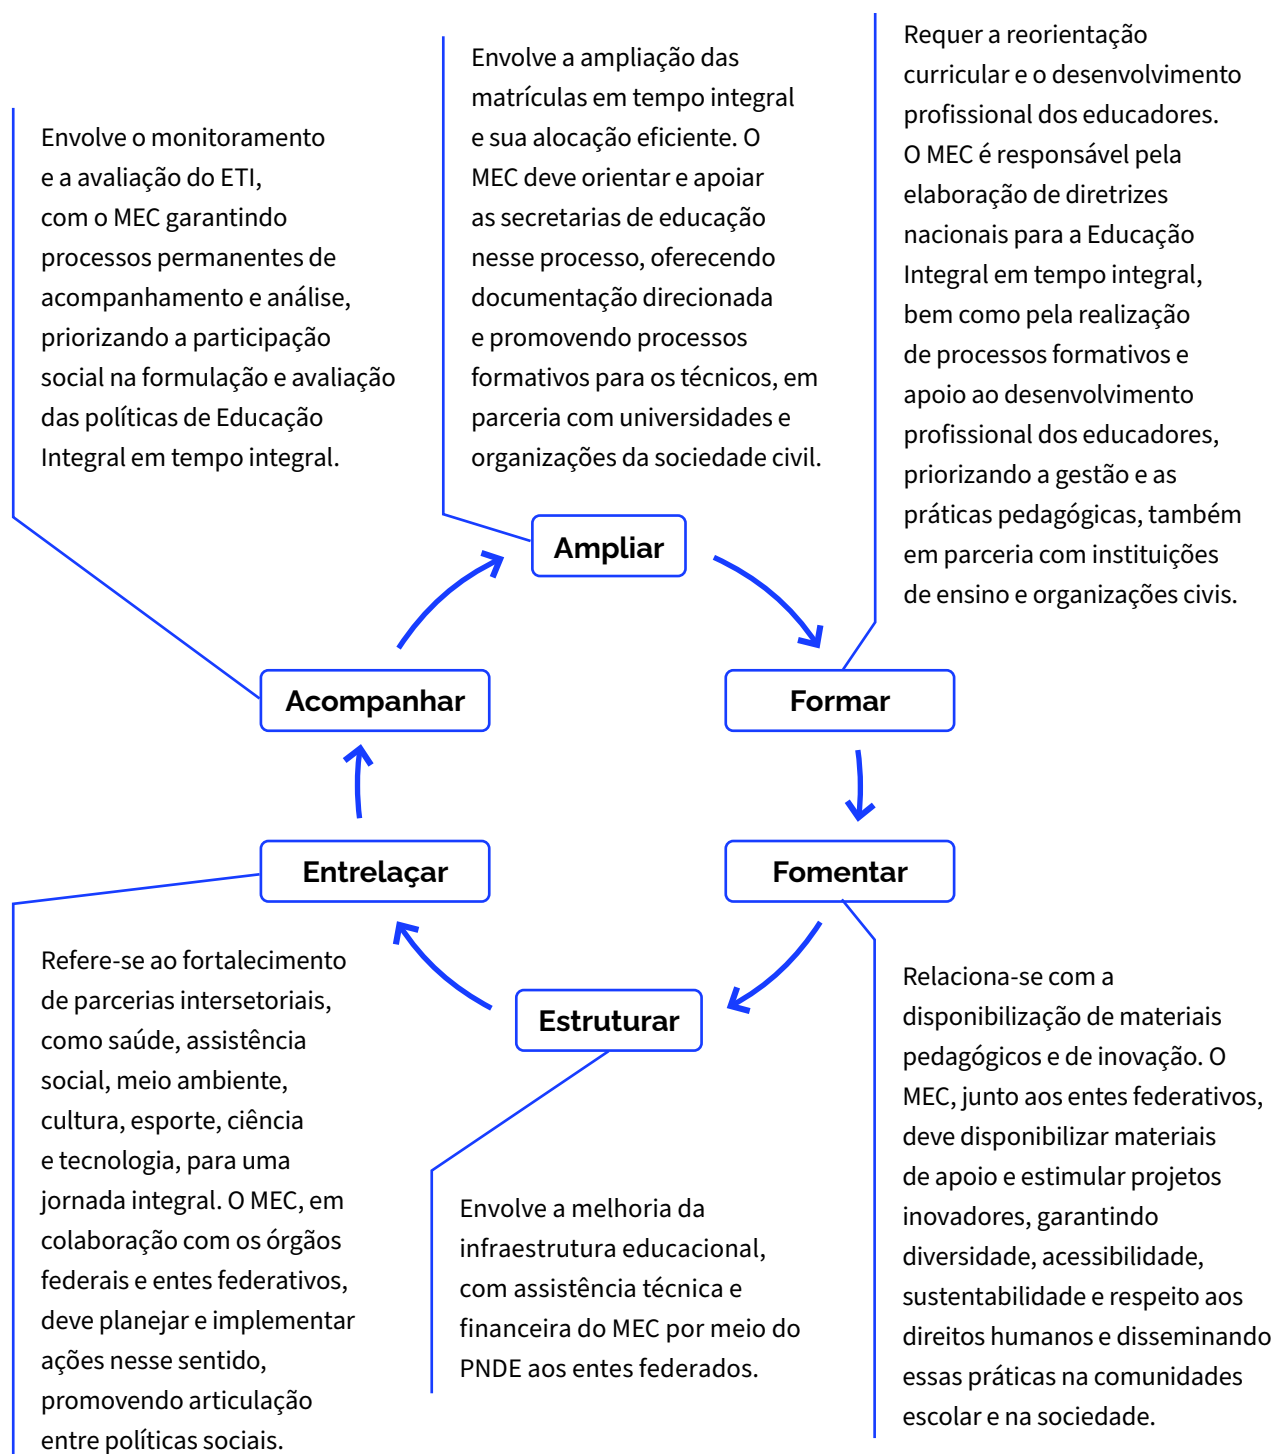 Envolve o monitoramento
e a avaliação do ETI,
com o MEC garantindo
processos permanentes de
acompanhamento e análise,
priorizando a participação
social na formulação e avaliação
das políticas de Educação
Integral em tempo integral.
Envolve a ampliação das
matrículas em tempo integral
e sua alocação eficiente. O
MEC deve orientar e apoiar
as secretarias de educação
nesse processo, oferecendo
documentação direcionada
e promovendo processos
formativos para os técnicos, em
parceria com universidades e
organizações da sociedade civil.
Requer a reorientação
curricular e o desenvolvimento
profissional dos educadores.
O MEC é responsável pela
elaboração de diretrizes
nacionais para a Educação
Integral em tempo integral,
bem como pela realização
de processos formativos e
apoio ao desenvolvimento
profissional dos educadores,
priorizando a gestão e as
práticas pedagógicas, também
em parceria com instituições
de ensino e organizações civis.
Ampliar
Acompanhar
Formar
Entrelaçar
Fomentar
Estruturar
Refere-se ao fortalecimento
de parcerias intersetoriais,
como saúde, assistência
social, meio ambiente,
cultura, esporte, ciência
e tecnologia, para uma
jornada integral. O MEC, em
colaboração com os órgãos
federais e entes federativos,
deve planejar e implementar
ações nesse sentido,
promovendo articulação
entre políticas sociais.
Envolve a melhoria da
infraestrutura educacional,
com assistência técnica e
financeira do MEC por meio do
PNDE aos entes federados.
Relaciona-se com a
disponibilização de materiais
pedagógicos e de inovação. O
MEC, junto aos entes federativos,
deve disponibilizar materiais
de apoio e estimular projetos
inovadores, garantindo
diversidade, acessibilidade,
sustentabilidade e respeito aos
direitos humanos e disseminando
essas práticas na comunidades
escolar e na sociedade.